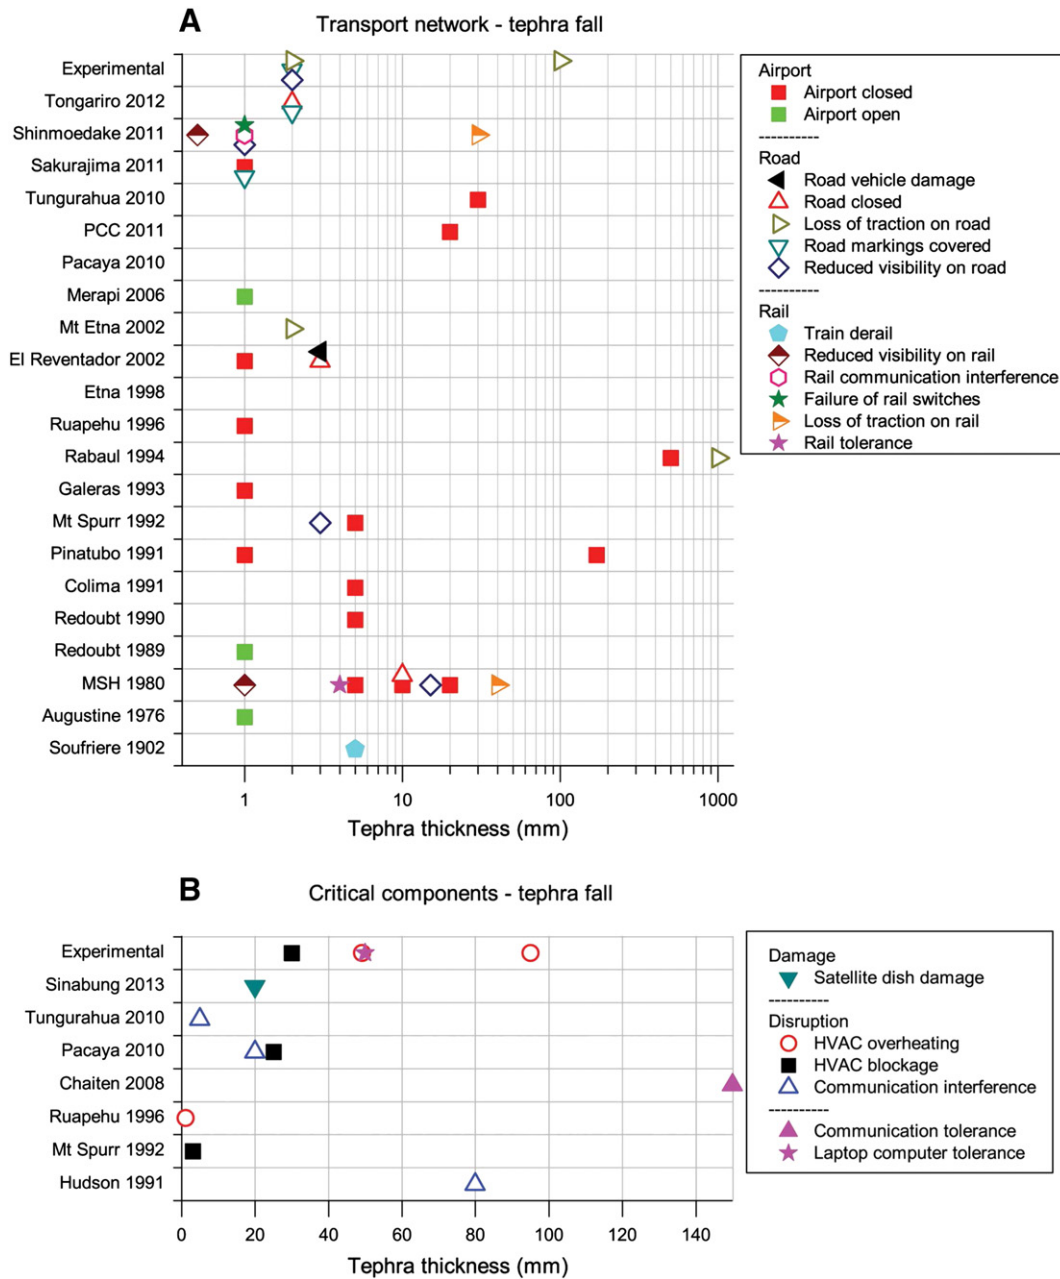 A
Transport network - tephra fall
Experimental
Tongariro 2012
Shinmoedake 2011
Sakurajima 2011
Tungurahua 2010
PCC 2011
Pacaya 2010
Merapi 2006
Mt Etna 2002
El Reventador 2002
Etna 1998
Ruapehu 1996
Rabaul 1994
Galeras 1993
Mt Spurr 1992
Pinatubo 1991
Colima 1991
Redoubt 1990
Redoubt 1989
MSH 1980
Augustine 1976
Soufriere 1902
1 10 100 1000
Tephra thickness (mm)
Airport
Airport closed
Airport open
----------
Road
Road vehicle damage
Road closed
Loss of traction on road
Road markings covered
Reduced visibility on road
----------
Rail
Train derail
Reduced visibility on rail
Rail communication interference
Failure of rail switches
Loss of traction on rail
Rail tolerance
B
Critical components - tephra fall
Experimental
Sinabung 2013
Tungurahua 2010
Pacaya 2010
Chaiten 2008
Ruapehu 1996
Mt Spurr 1992
Hudson 1991
0 20 40 60 80 100 120 140
Tephra thickness (mm)
Damage
Satellite dish damage
----------
Disruption
HVAC overheating
HVAC blockage
Communication interference
----------
Communication tolerance
Laptop computer tolerance